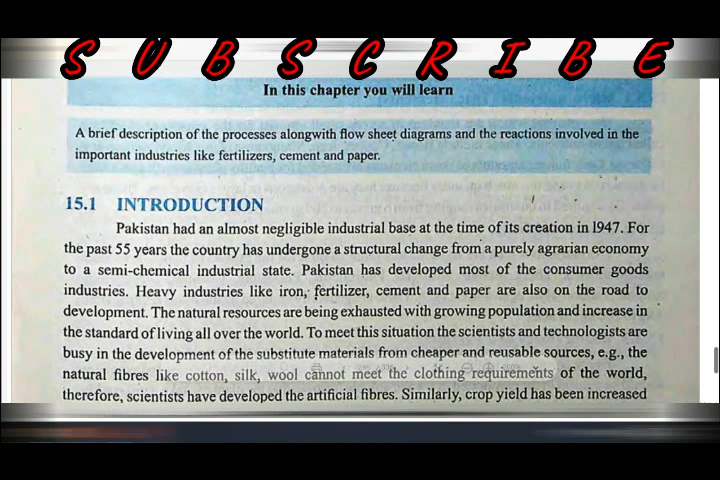 SUBSCRIBE
In this chapter you will learn
A brief description of the processes alongwith flow sheet diagrams and the reactions involved in the
important industries like fertilizers, cement and paper.
15.1 INTRODUCTION
Pakistan had an almost negligible industrial base at the time of its creation in 1947. For
the past 55 years the country has undergone a structural change from a purely agrarian economy
to a semi-chemical industrial state. Pakistan has developed most of the consumer goods
industries. Heavy industries like iron, fertilizer, cement and paper are also on the road to
development. The natural resources are being exhausted with growing population and increase in
the standard of living all over the world. To meet this situation the scientists and technologists are
busy in the development of the substitute materials from cheaper and reusable sources, e.g., the
natural fibres like cotton, silk, wool cannot meet the clothing requirements of the world,
therefore, scientists have developed the artificial fibres. Similarly, crop yield has been increased